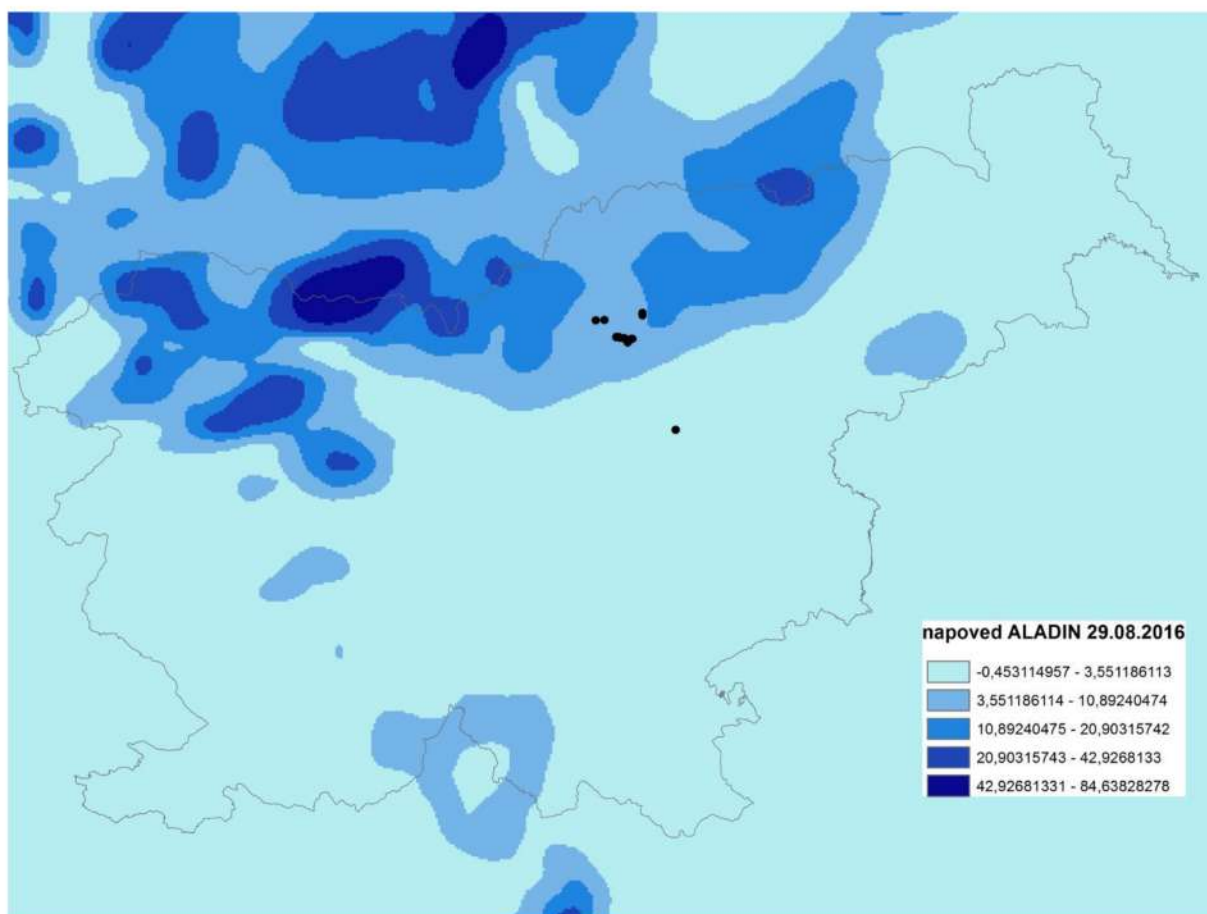 napoved ALADIN 29.08.2016
-0,453114957 - 3,551186113
3,551186114 - 10,89240474
10,89240475 - 20,90315742
20,90315743 - 42,9268133
42,92681331 - 84,63828278